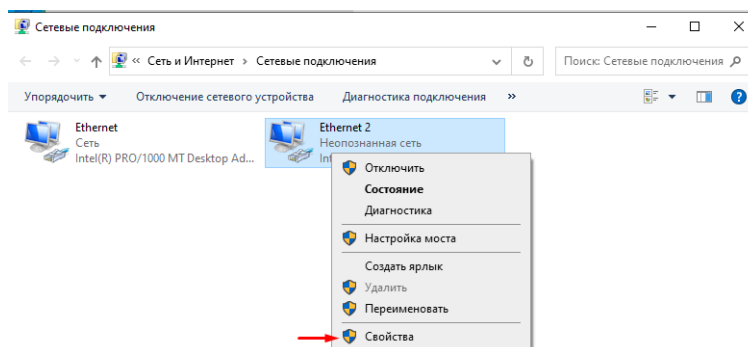 Сетевые подключения
« Сеть и Интернет › Сетевые подключения
Поиск: Сетевые подключения
Упорядочить Отключение сетевого устройства Диагностика подключения »
Ethernet
Сеть
Intel(R) PRO/1000 MT Desktop Ad...
Ethernet 2
Неопознанная сеть
Отключить
Состояние
Диагностика
Настройка моста
Создать ярлык
Удалить
Переименовать
Свойства